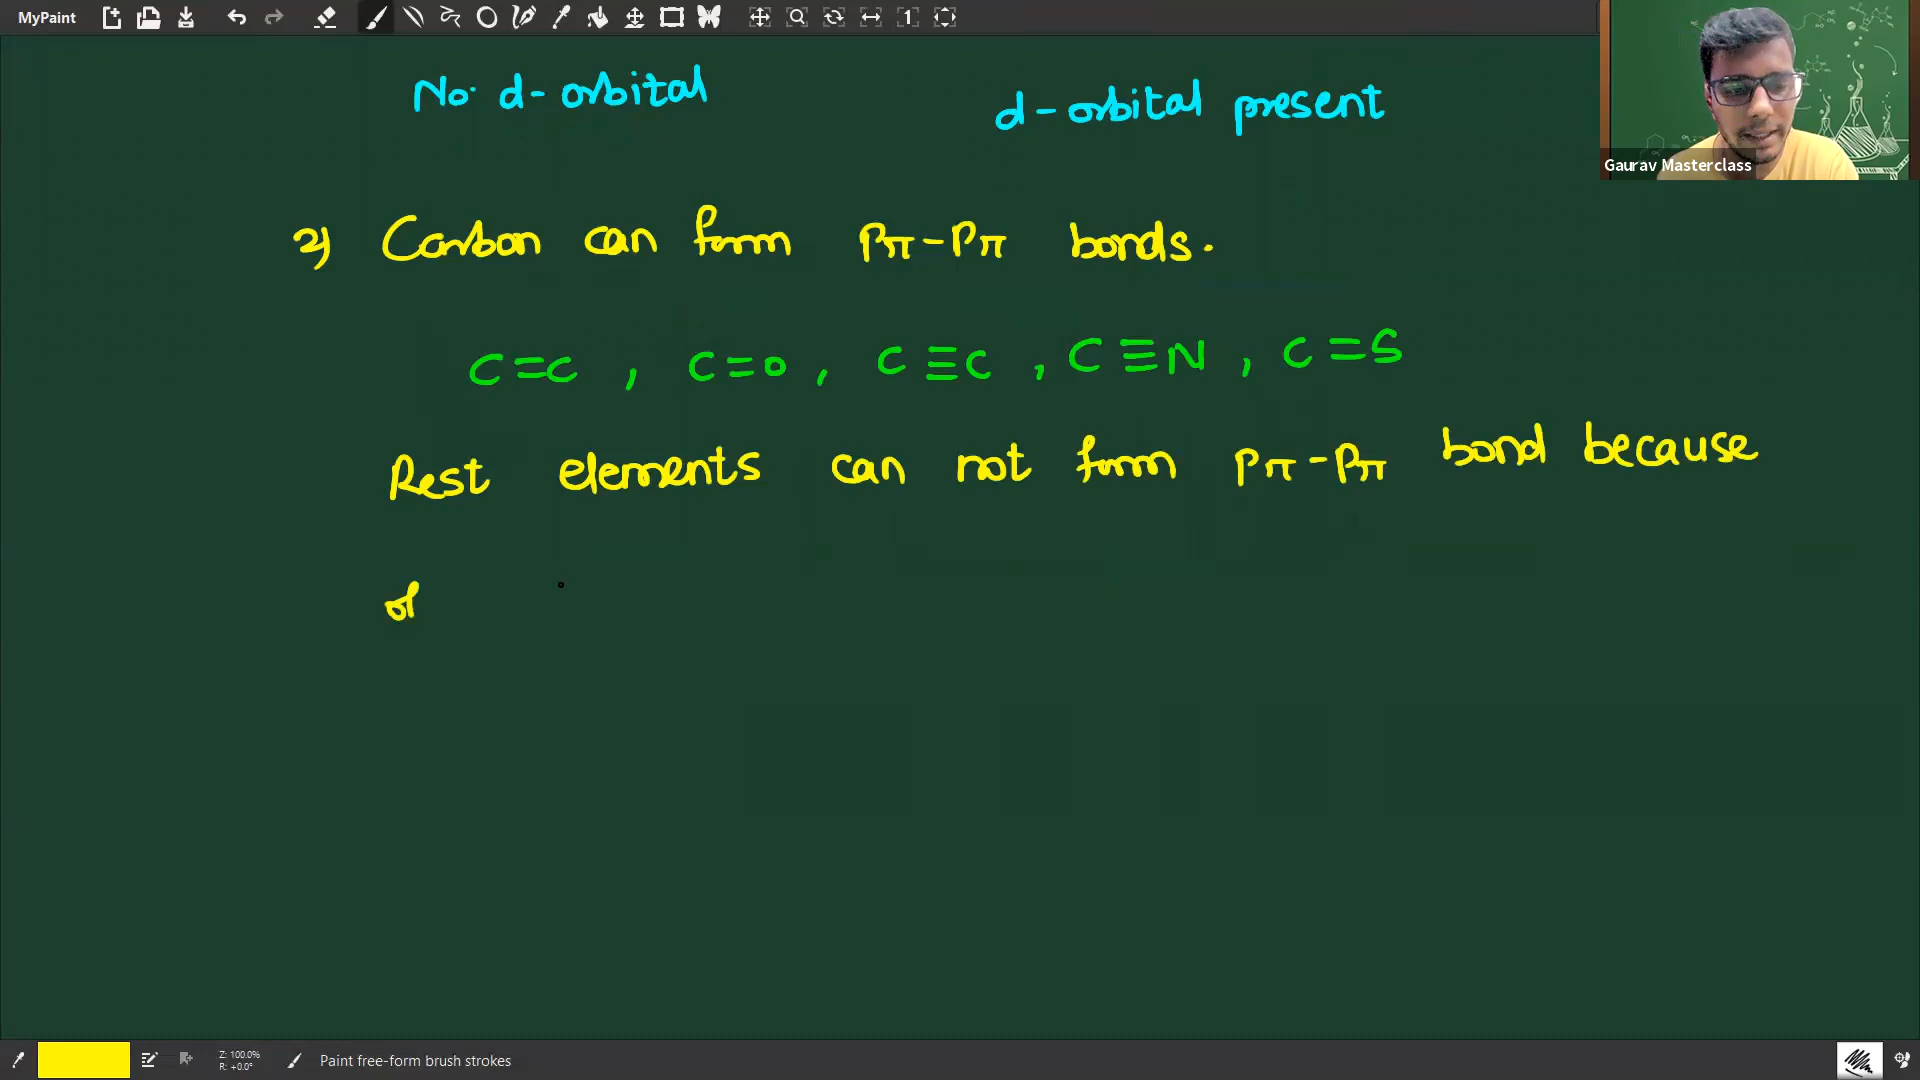 MyPaint
No. d-orbital
d-orbital present
Gaurav Masterclass
2) Carbon can form Pπ-Pπ bonds.
C=C , C=O , C≡C , C≡N , C=S
Rest elements can not form Pπ-Pπ bond because
of
Z: 100.0%
R: +0.0°
Paint free-form brush strokes